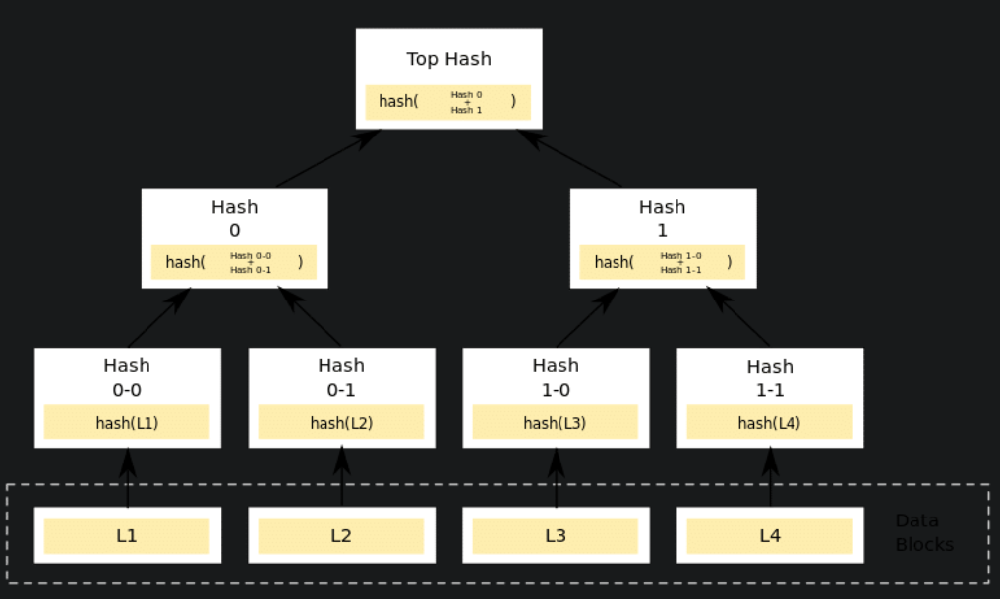 Top Hash
hash( Hash 0 + Hash 1 )
Hash
0
hash( Hash 0-0 + Hash 0-1 )
Hash
1
hash( Hash 1-0 + Hash 1-1 )
Hash
0-0
hash(L1)
Hash
0-1
hash(L2)
Hash
1-0
hash(L3)
Hash
1-1
hash(L4)
L1
L2
L3
L4
Data
Blocks